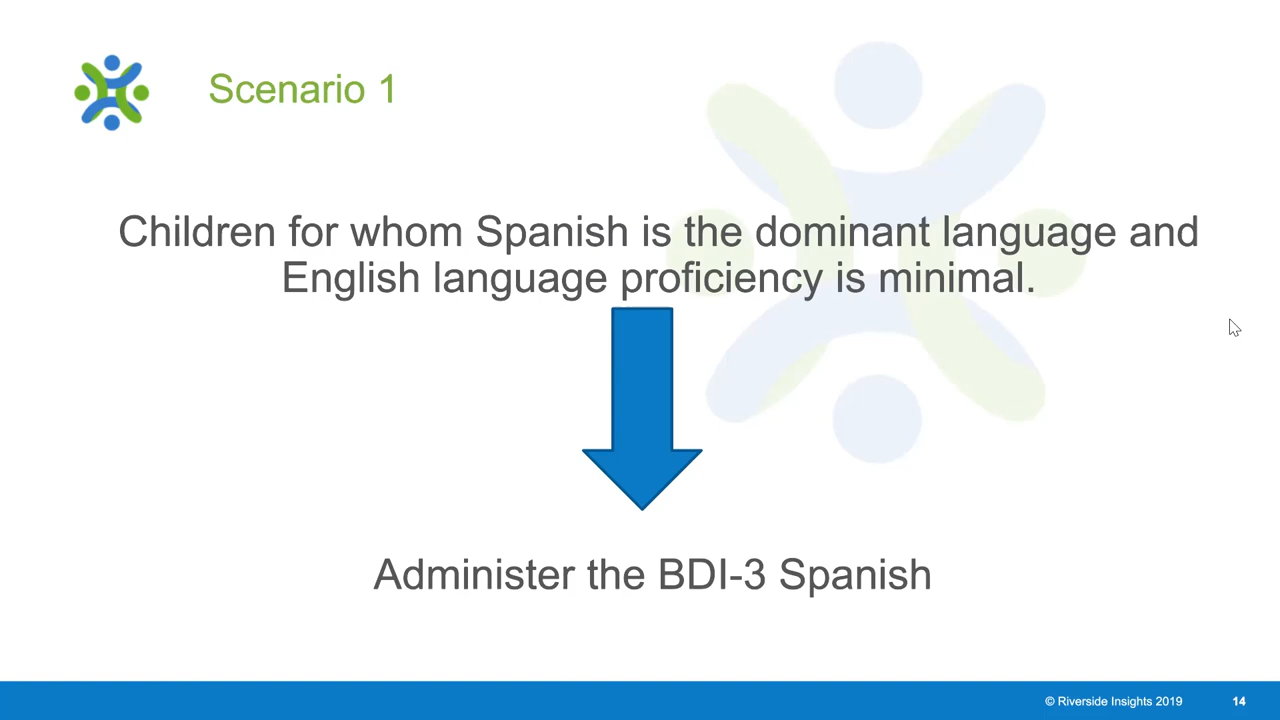 Scenario 1
Children for whom Spanish is the dominant language and
English language proficiency is minimal.
Administer the BDI-3 Spanish
© Riverside Insights 2019
14